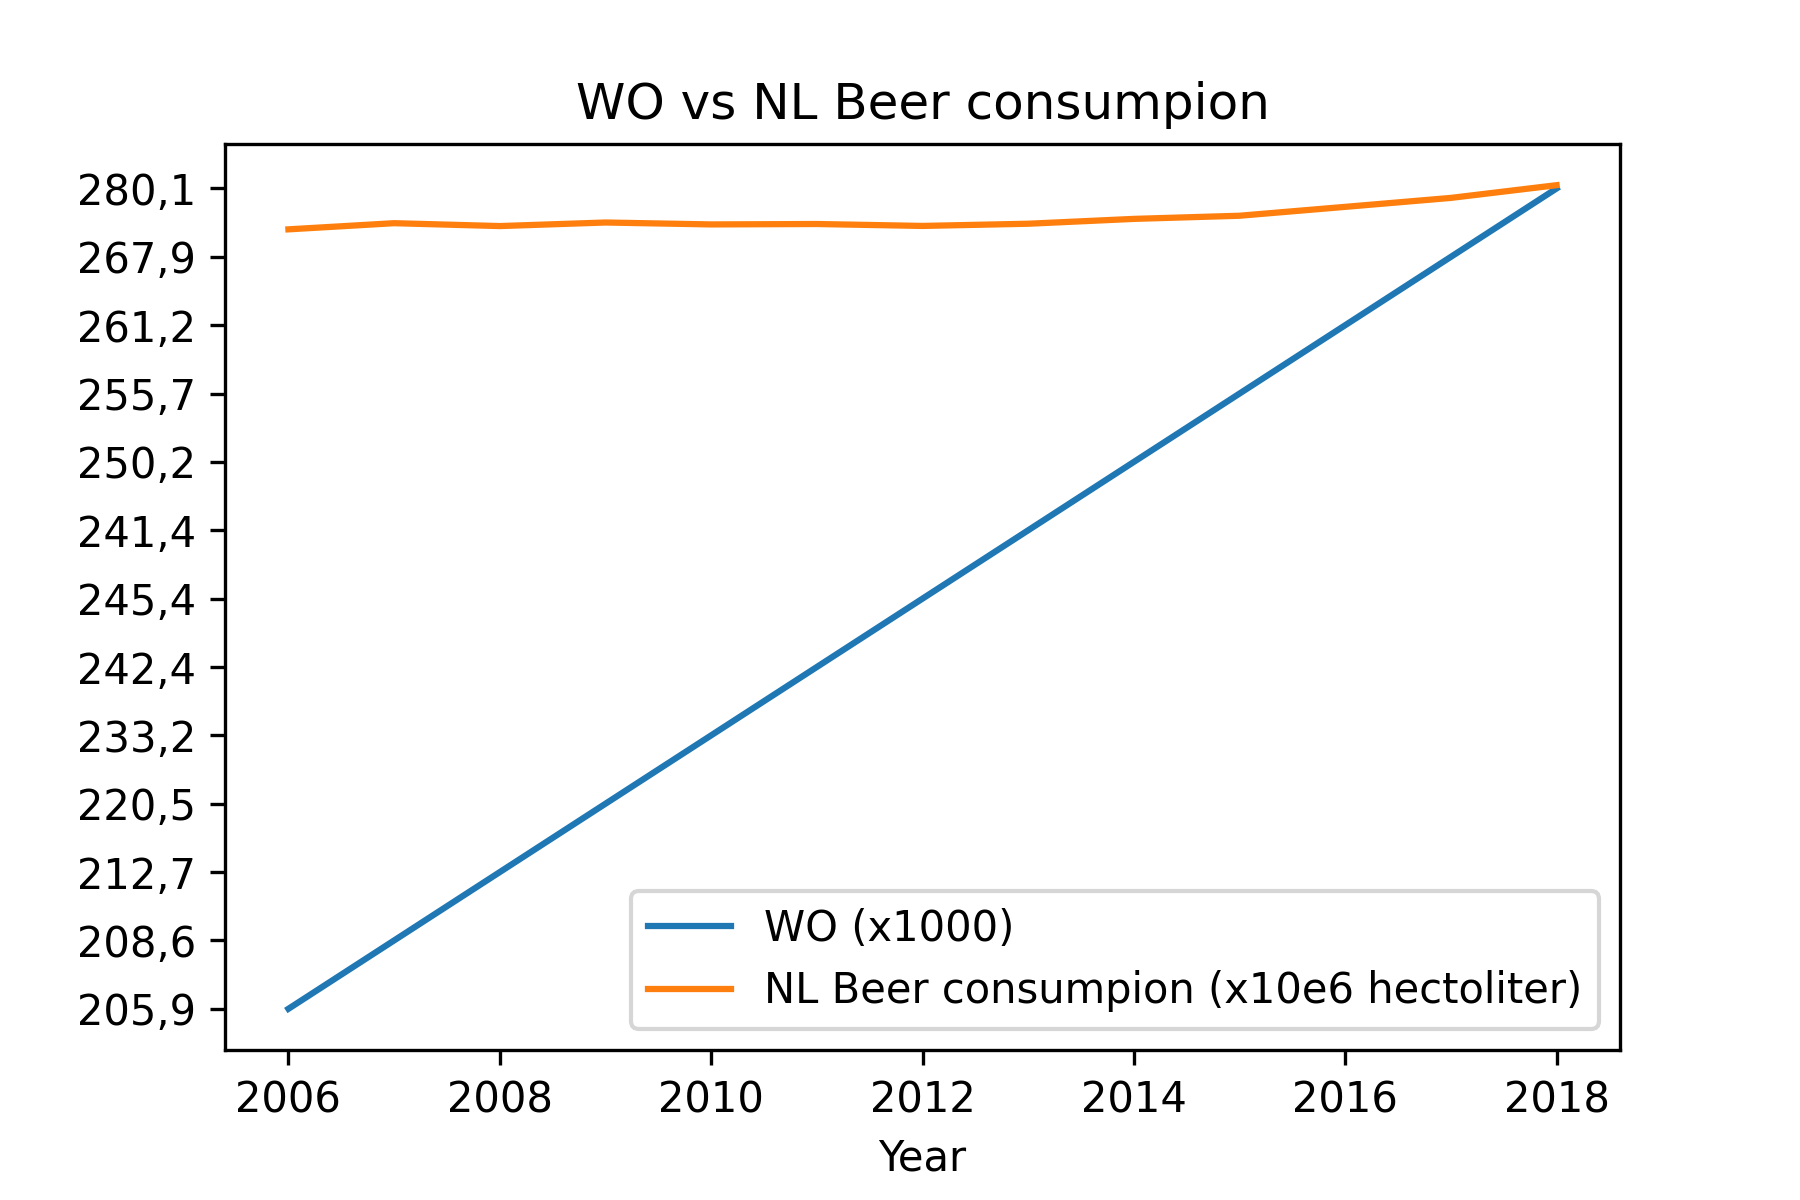 WO vs NL Beer consumpion
280,1
267,9
261,2
255,7
250,2
241,4
245,4
242,4
233,2
220,5
212,7
208,6
205,9
WO (x1000)
NL Beer consumpion (x10e6 hectoliter)
2006 2008 2010 2012 2014 2016 2018
Year